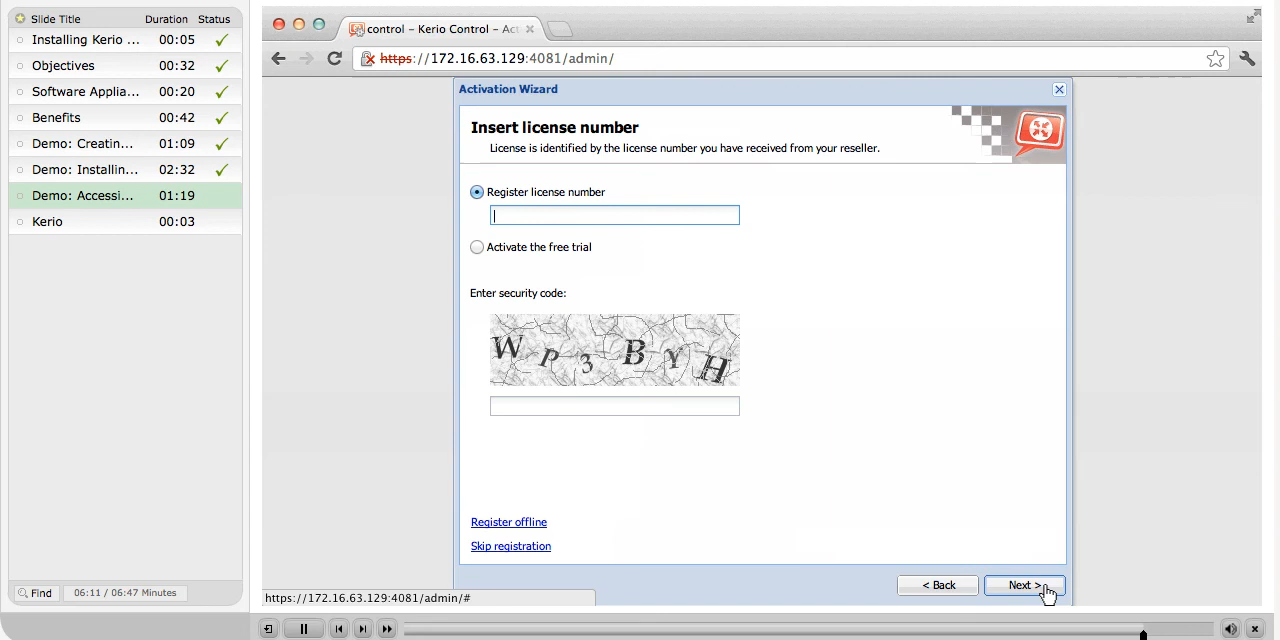 Slide Title Duration Status
Installing Kerio ... 00:05
Objectives 00:32
Software Applia... 00:20
Benefits 00:42
Demo: Creatin... 01:09
Demo: Installin... 02:32
Demo: Accessi... 01:19
Kerio 00:03
Find 06:11 / 06:47 Minutes
control - Kerio Control - Act
https://172.16.63.129:4081/admin/
Activation Wizard
Insert license number
License is identified by the license number you have received from your reseller.
Register license number
Activate the free trial
Enter security code:
W P 3 B Y H
Register offline
Skip registration
< Back Next >
https://172.16.63.129:4081/admin/#